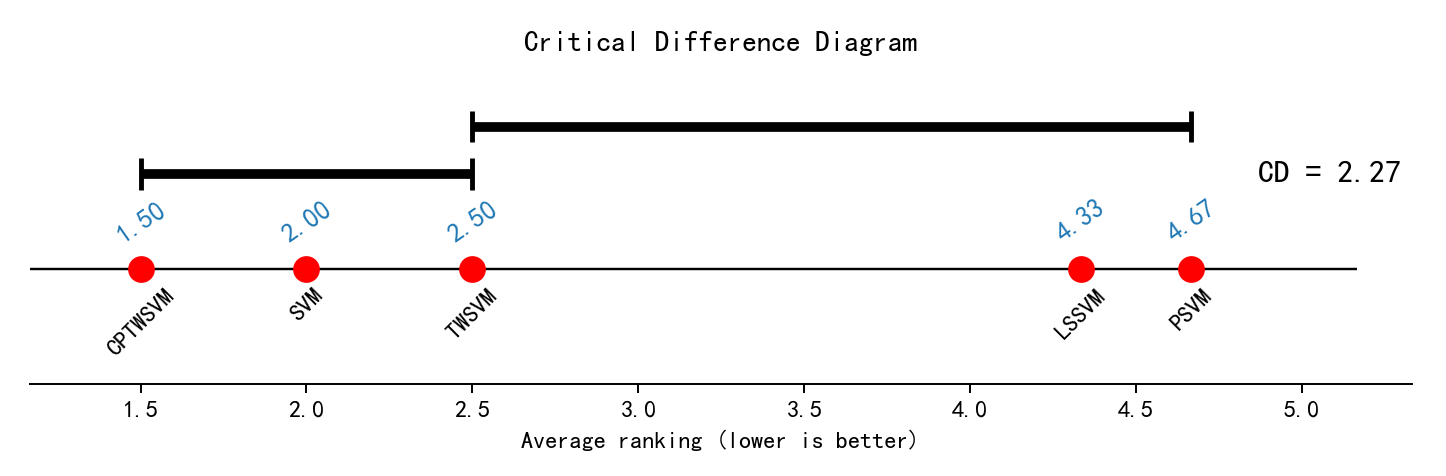 Critical Difference Diagram
CD = 2.27
1.50 2.00 2.50 4.33 4.67
CPTWSVM SVM TWSVM LSSVM PSVM
1.5 2.0 2.5 3.0 3.5 4.0 4.5 5.0
Average ranking (lower is better)